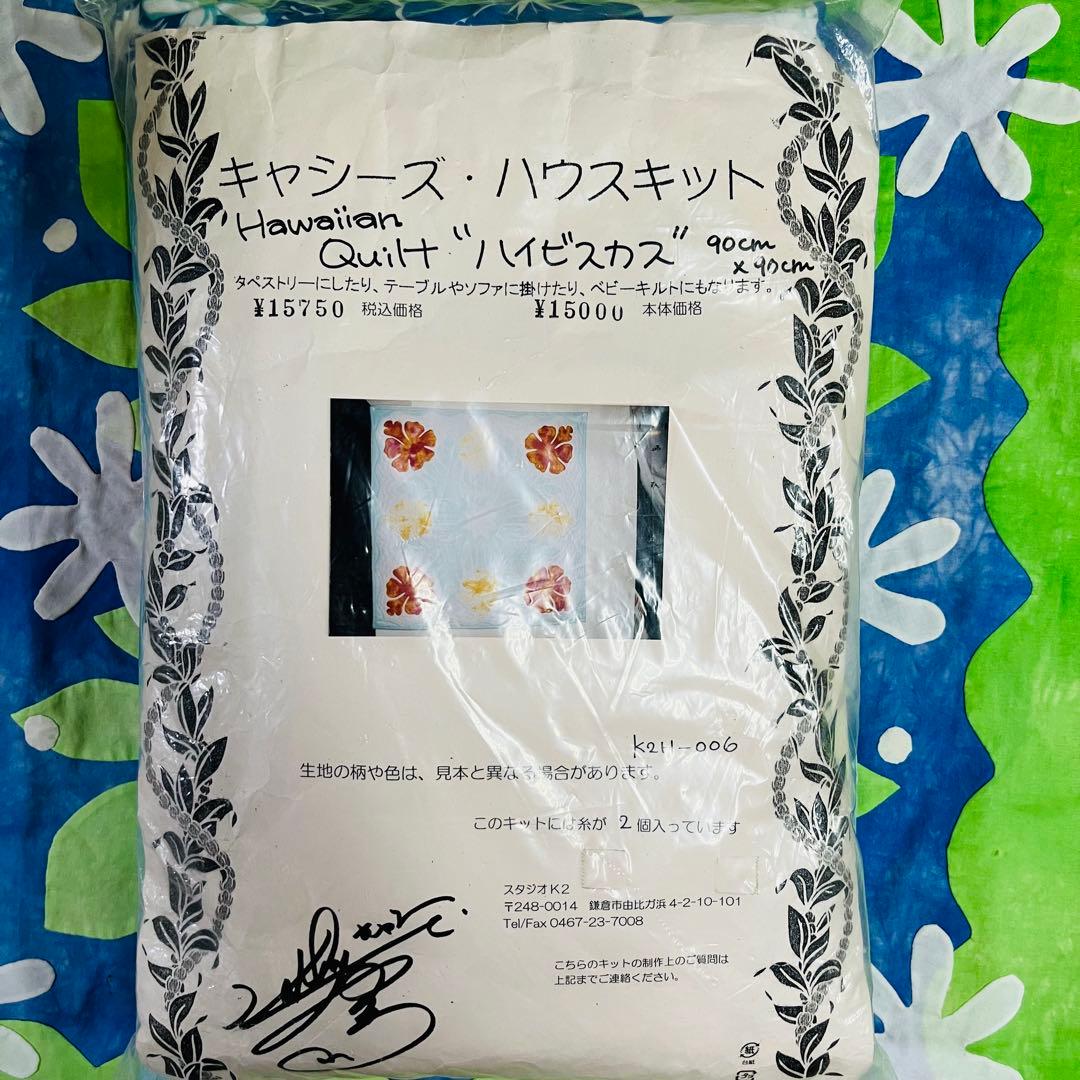 キャシーズ・ハウスキット
Hawaiian
Quilt "ハイビスカス" 90cm
x 90cm
タペストリーにしたり、テーブルやソファに掛けたり、ベビーキルトにもなります。
¥15750 税込価格 ¥15000 本体価格
K2H-006
生地の柄や色は、見本と異なる場合があります。
このキットには糸が 2 個入っています
スタジオK2
〒248-0014 鎌倉市由比ガ浜4-2-10-101
Tel/Fax 0467-23-7008
こちらのキットの制作上のご質問は
上記までご連絡ください。
紙
台紙